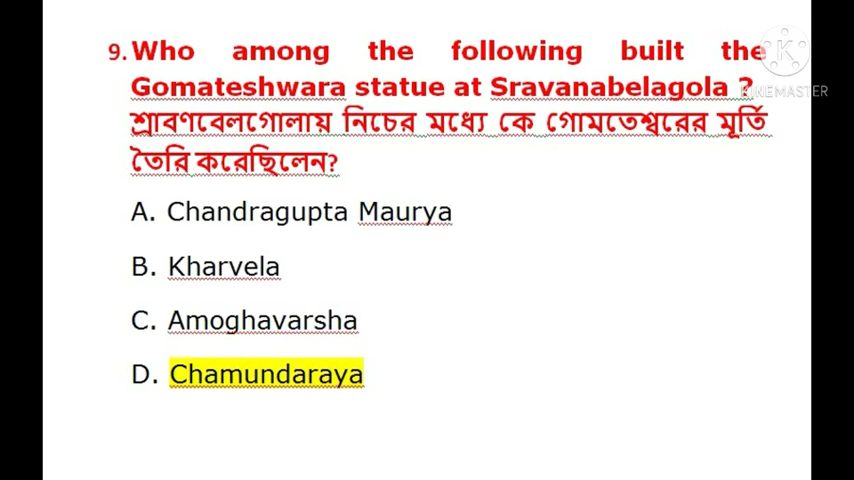 9. Who among the following built the
Gomateshwara statue at Sravanabelagola ?
শ্রাবণবেলগোলায় নিচের মধ্যে কে গোমতেশ্বরের মূর্তি
তৈরি করেছিলেন?
A. Chandragupta Maurya
B. Kharvela
C. Amoghavarsha
D. Chamundaraya
K
KINEMASTER